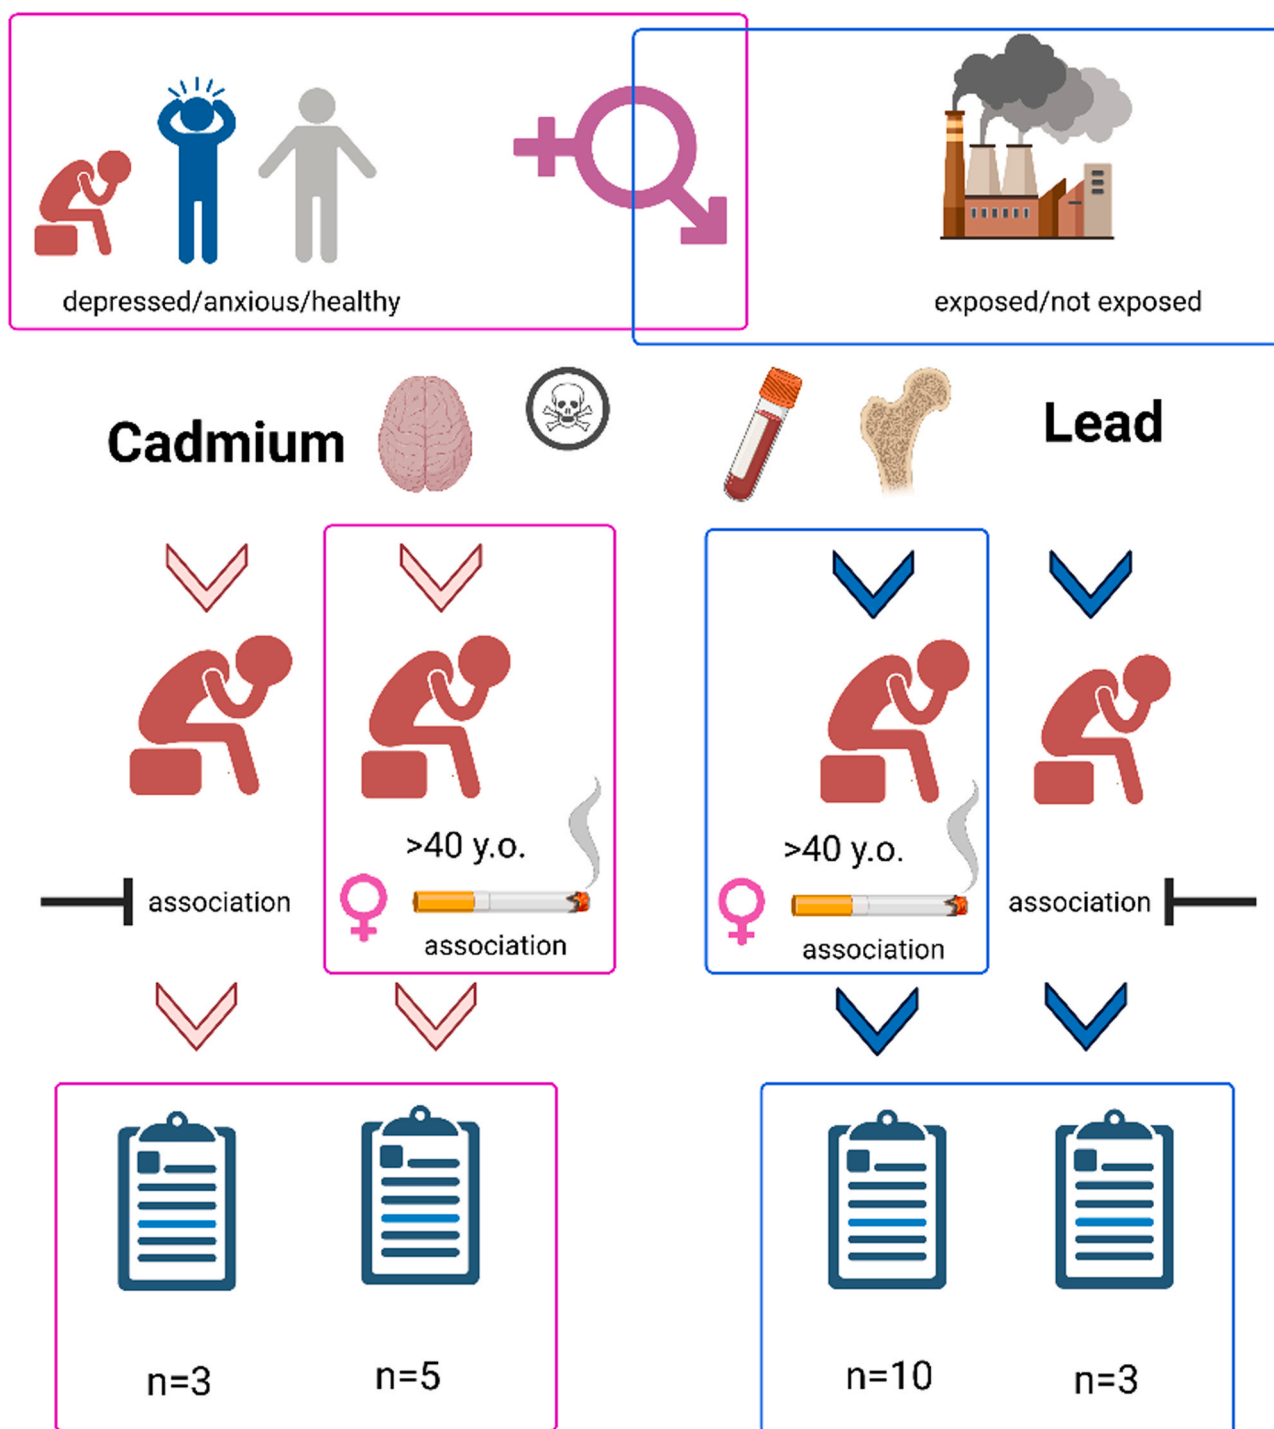 depressed/anxious/healthy
exposed/not exposed
Cadmium
Lead
>40 y.o.
>40 y.o.
association
association
association
association
n=3
n=5
n=10
n=3